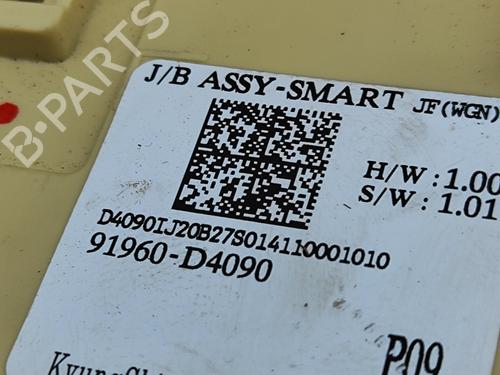 J/B ASSY-SMART JF(WGN)
H/W : 1.00
S/W : 1.01
D4090IJ20B27S014110001010
91960-D4090
P09
B-PARTS